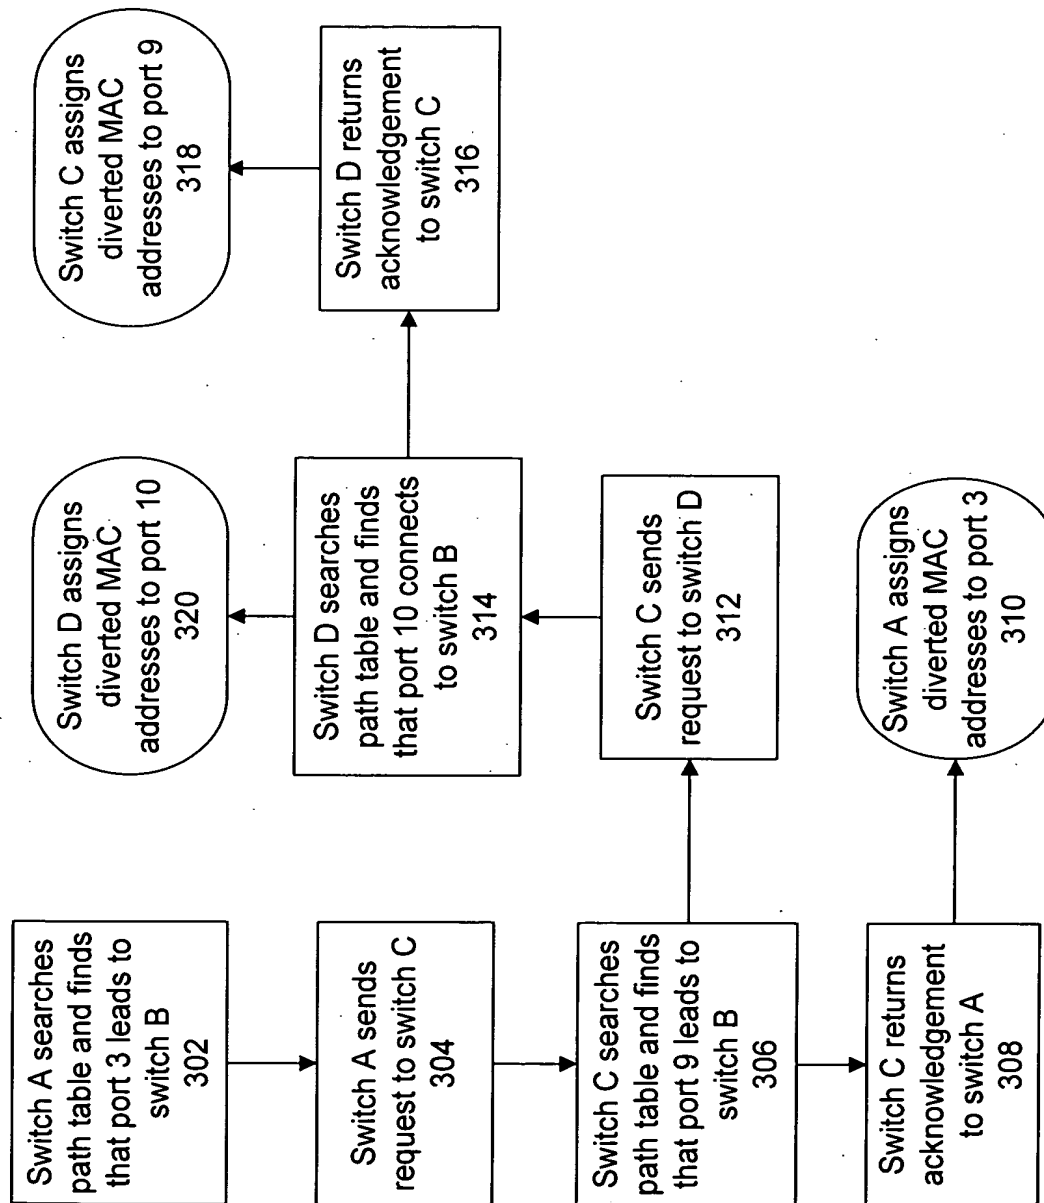 Switch A searches
path table and finds
that port 3 leads to
switch B
302
Switch A sends
request to switch C
304
Switch C searches
path table and finds
that port 9 leads to
switch B
306
Switch C returns
acknowledgement
to switch A
308
Switch A assigns
diverted MAC
addresses to port 3
310
Switch C sends
request to switch D
312
Switch D searches
path table and finds
that port 10 connects
to switch B
314
Switch D returns
acknowledgement
to switch C
316
Switch C assigns
diverted MAC
addresses to port 9
318
Switch D assigns
diverted MAC
addresses to port 10
320